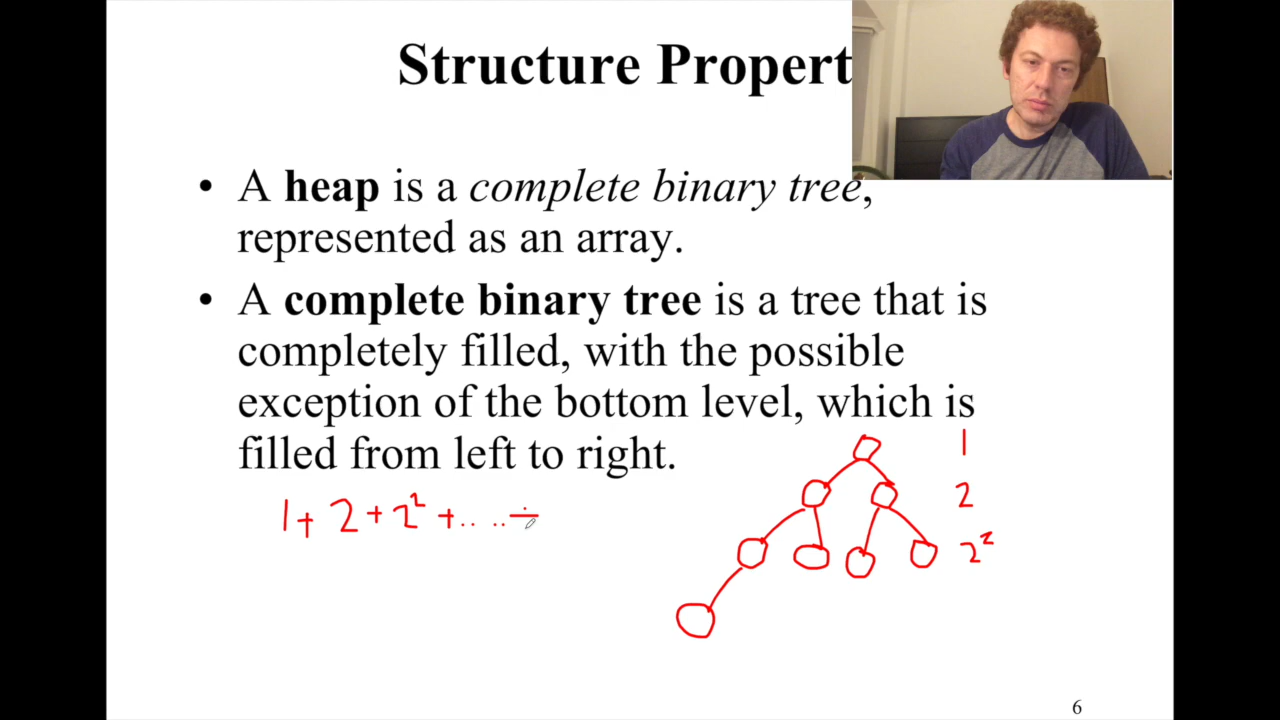 Structure Propert
• A heap is a complete binary tree,
represented as an array.
• A complete binary tree is a tree that is
completely filled, with the possible
exception of the bottom level, which is
filled from left to right.
1
2
2²
1 + 2 + 2² + .. .. +
6